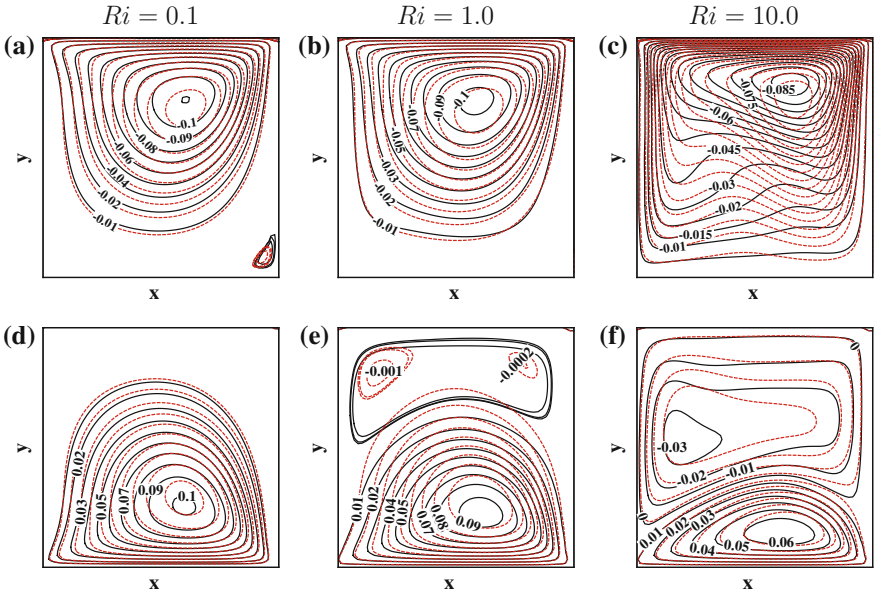 Ri = 0.1
Ri = 1.0
Ri = 10.0
(a)
y
-0.1
-0.09
-0.08
-0.06
-0.04
-0.02
-0.01
x
(b)
y
-0.1
-0.09
-0.07
-0.05
-0.03
-0.02
-0.01
x
(c)
y
-0.085
-0.075
-0.06
-0.045
-0.03
-0.02
-0.015
-0.01
x
(d)
y
0.02
0.03
0.05
0.07
0.09
0.1
x
(e)
y
-0.001
-0.0002
0.01
0.02
0.04
0.05
0.07
0.08
0.09
x
(f)
y
0
-0.03
-0.02
-0.01
0
0.01
0.02
0.03
0.04
0.05
0.06
x